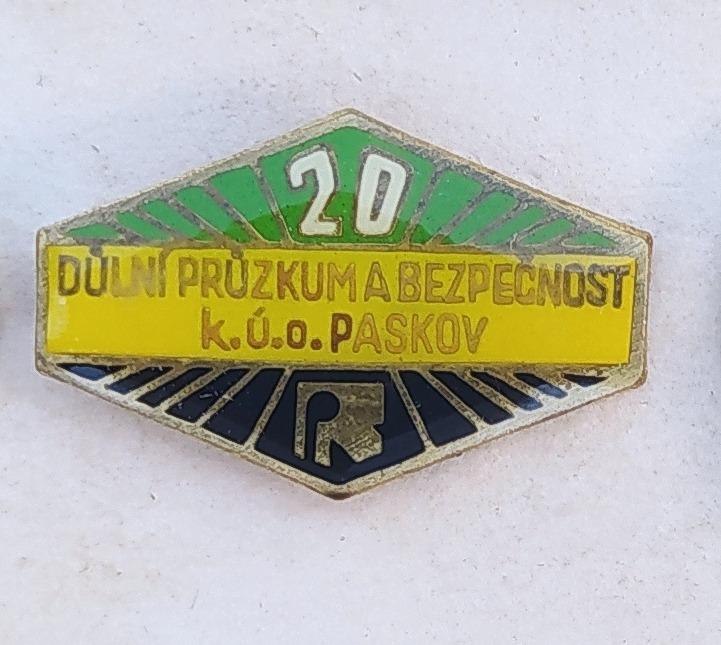 20
DŮLNÍ PRŮZKUM A BEZPEČNOST
k.ú.o. PASKOV